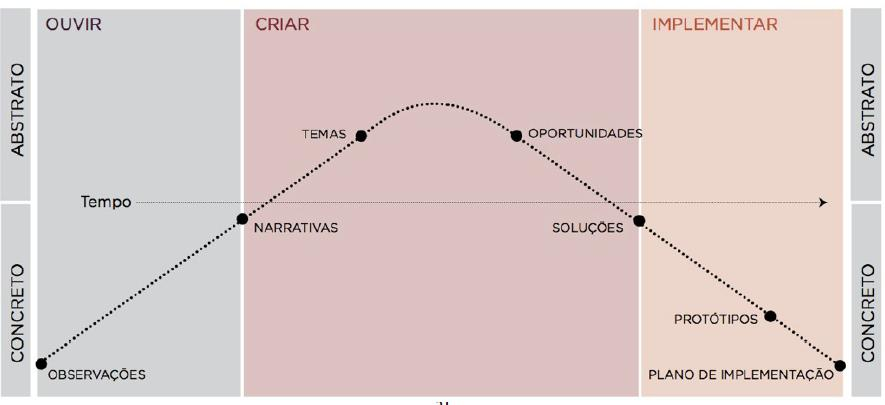 OUVIR
CRIAR
IMPLEMENTAR
ABSTRATO
ABSTRATO
TEMAS
OPORTUNIDADES
Tempo
NARRATIVAS
SOLUÇÕES
CONCRETO
CONCRETO
PROTÓTIPOS
OBSERVAÇÕES
PLANO DE IMPLEMENTAÇÃO